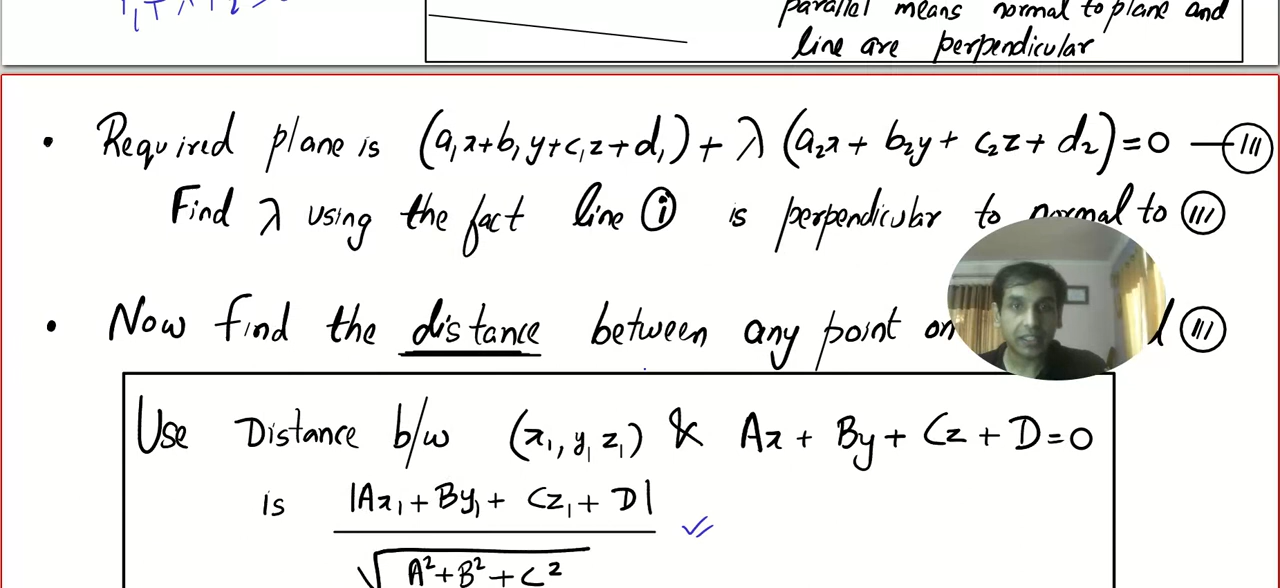 parallel means normal to plane and
line are perpendicular
• Required plane is (a₁x+b₁y+c₁z+d₁)+λ(a₂x+b₂y+c₂z+d₂)=0 —(III)
Find λ using the fact line (i) is perpendicular to normal to (III)
• Now find the distance between any point on (III)
Use Distance b/w (x₁,y₁z₁) & Ax+By+Cz+D=0
is |Ax₁+By₁+Cz₁+D|
√A²+B²+C²